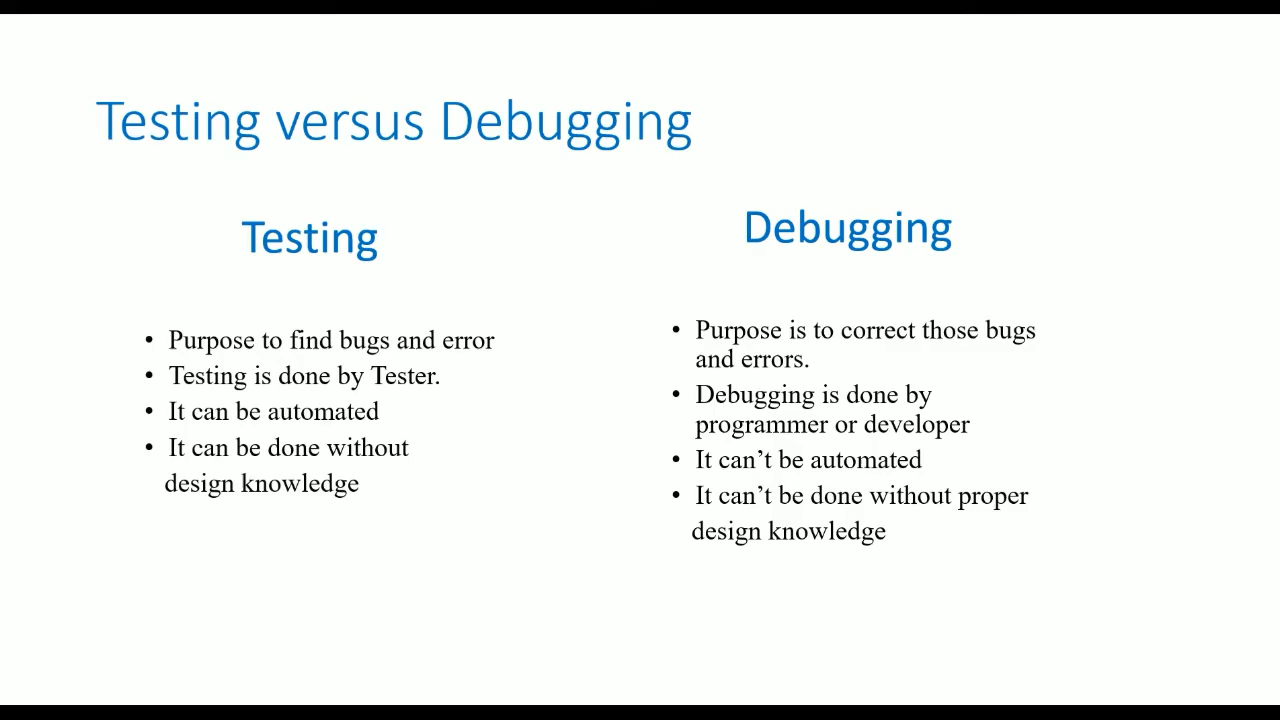 Testing versus Debugging
Testing
• Purpose to find bugs and error
• Testing is done by Tester.
• It can be automated
• It can be done without
design knowledge
Debugging
• Purpose is to correct those bugs
and errors.
• Debugging is done by
programmer or developer
• It can’t be automated
• It can’t be done without proper
design knowledge